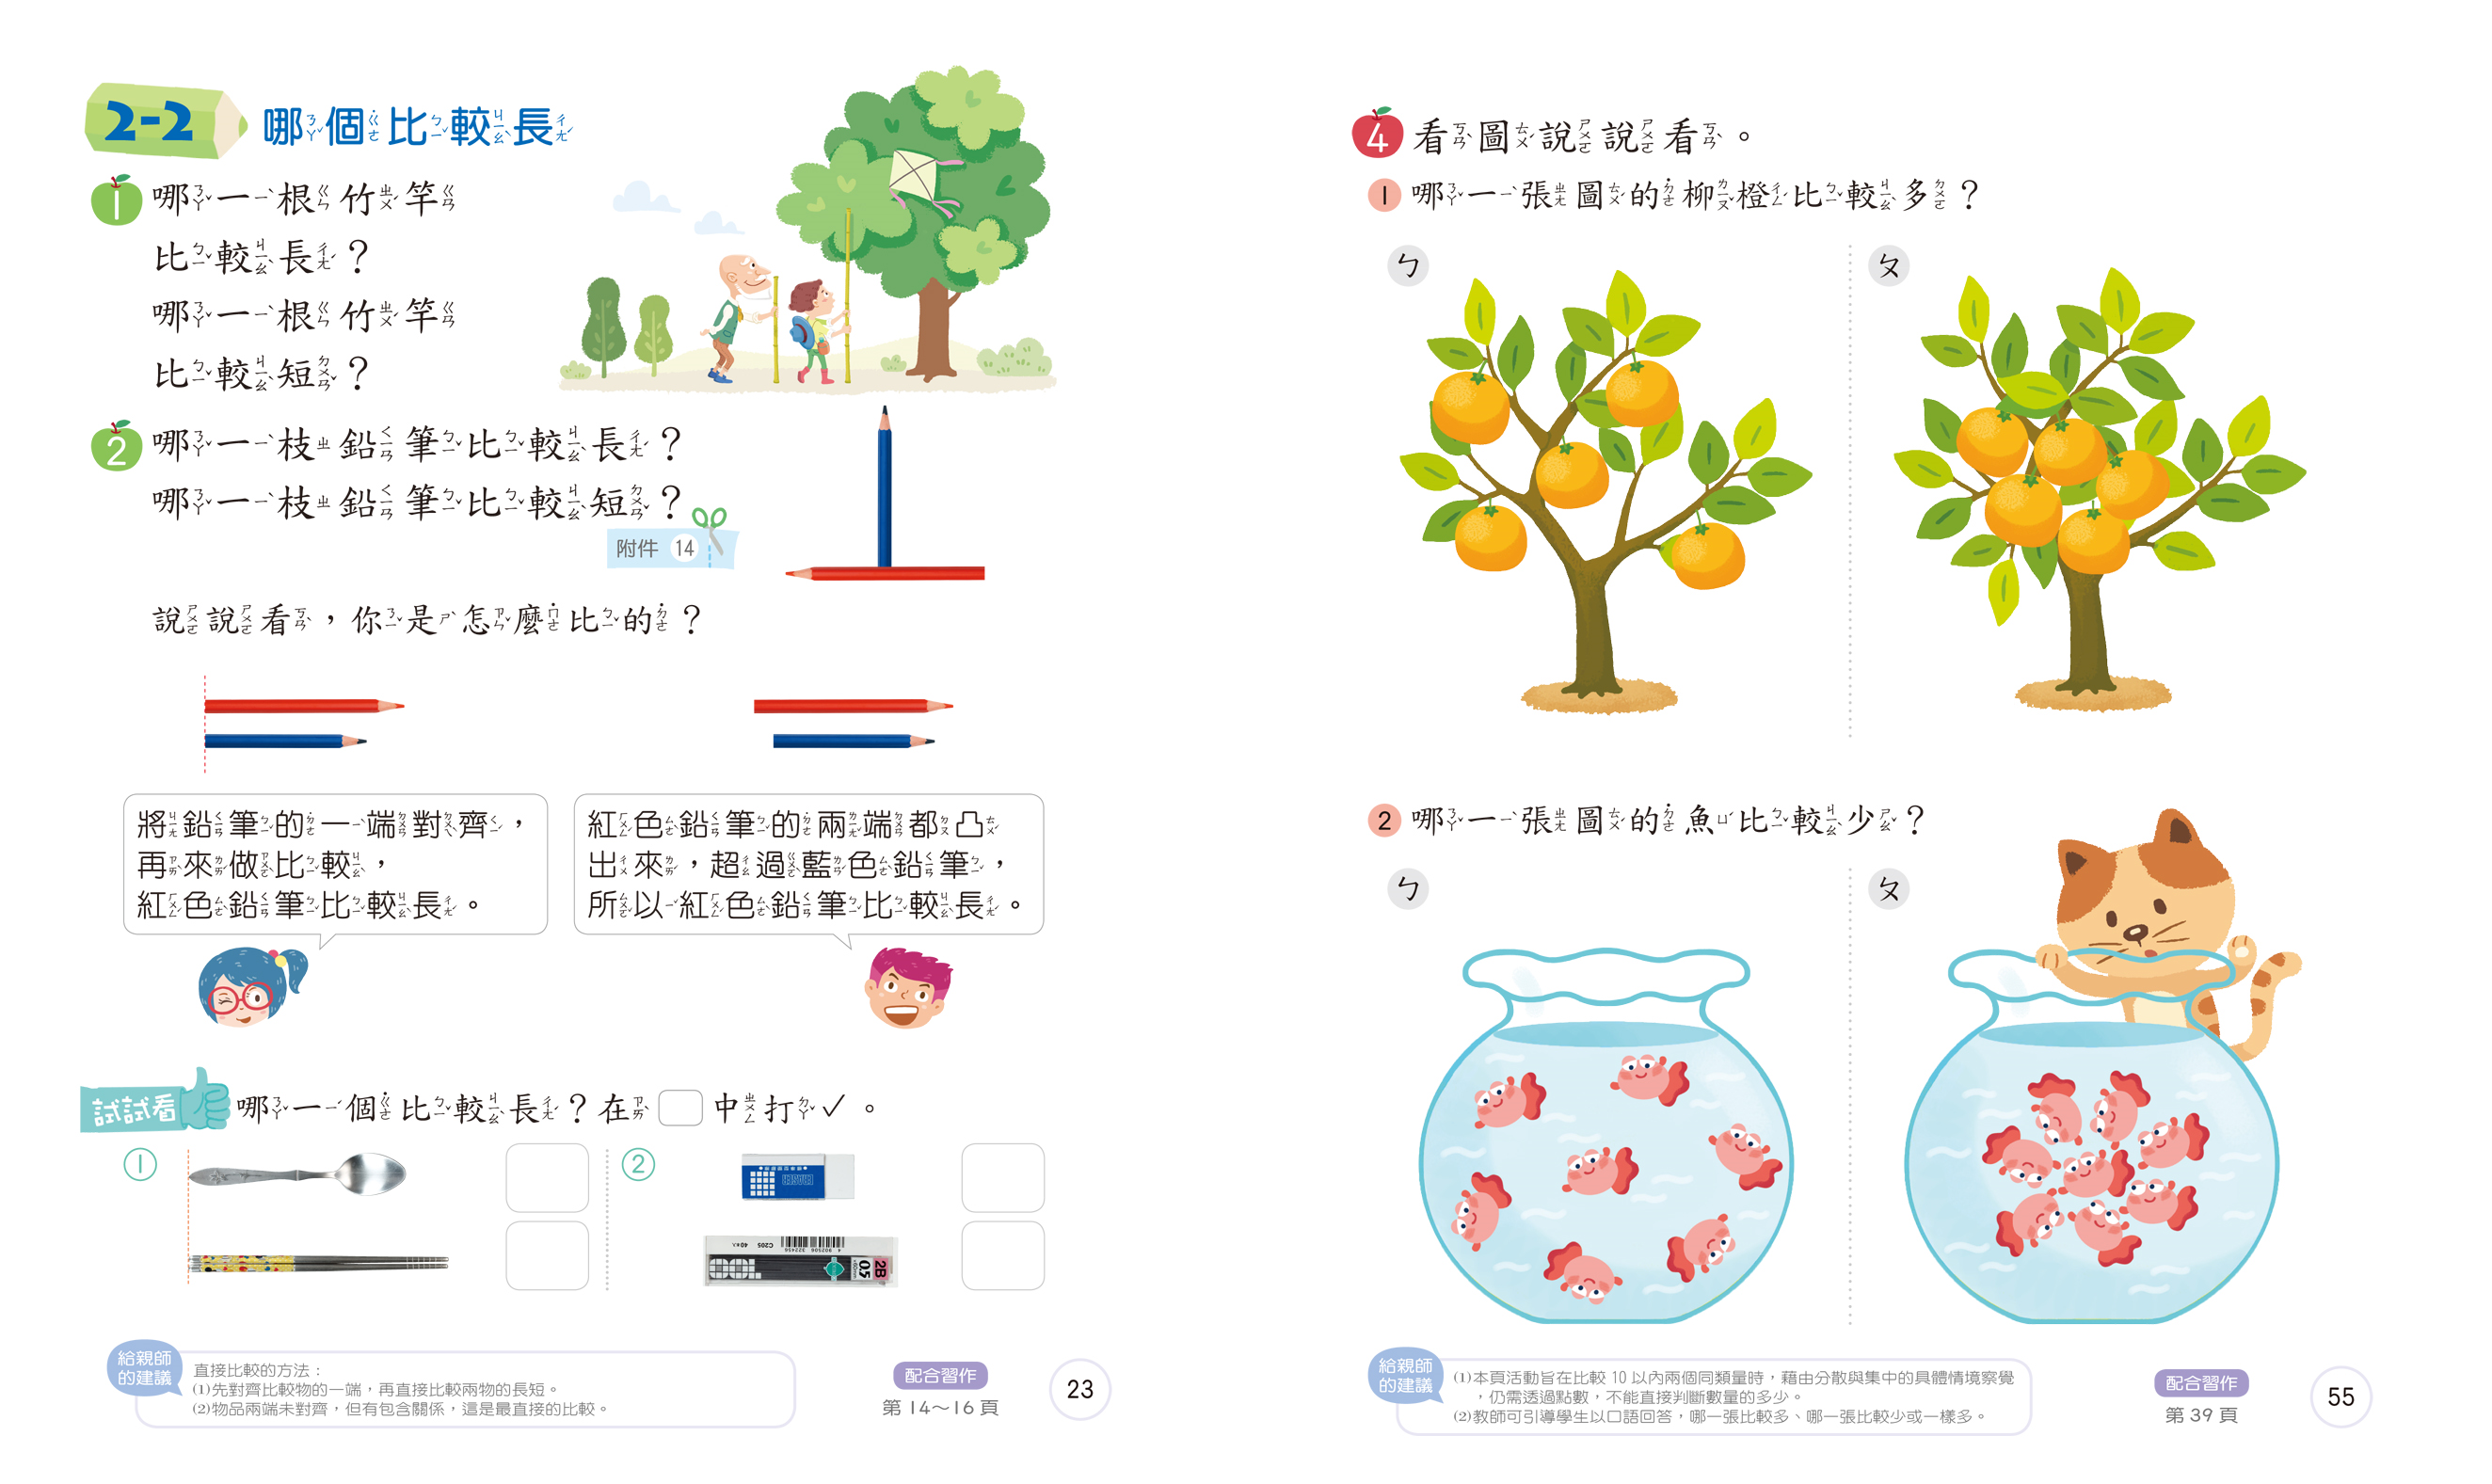 2-2 哪個比較長
1 哪一根竹竿
比較長？
哪一根竹竿
比較短？
2 哪一枝鉛筆比較長？
哪一枝鉛筆比較短？
附件 14
說說看，你是怎麼比的？
將鉛筆的一端對齊，
再來做比較，
紅色鉛筆比較長。
紅色鉛筆的兩端都凸
出來，超過藍色鉛筆，
所以紅色鉛筆比較長。
試試看 哪一個比較長？在 中打✓。
① ②
ERASER
C205
0.5
2B
給親師
的建議
直接比較的方法：
(1)先對齊比較物的一端，再直接比較兩物的長短。
(2)物品兩端未對齊，但有包含關係，這是最直接的比較。
配合習作
第 14～16 頁
23
4 看圖說說看。
1 哪一張圖的柳橙比較多？
ㄅ ㄆ
2 哪一張圖的魚比較少？
ㄅ ㄆ
給親師
的建議
(1)本頁活動旨在比較 10 以內兩個同類量時，藉由分散與集中的具體情境察覺
，仍需透過點數，不能直接判斷數量的多少。
(2)教師可引導學生以口語回答，哪一張比較多、哪一張比較少或一樣多。
配合習作
第 39 頁
55